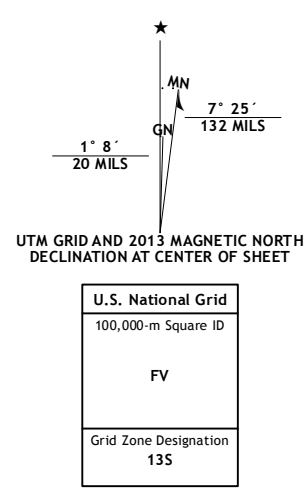 MN
7° 25´
132 MILS
GN
1° 8´
20 MILS
UTM GRID AND 2013 MAGNETIC NORTH
DECLINATION AT CENTER OF SHEET
U.S. National Grid
100,000-m Square ID
FV
Grid Zone Designation
13S